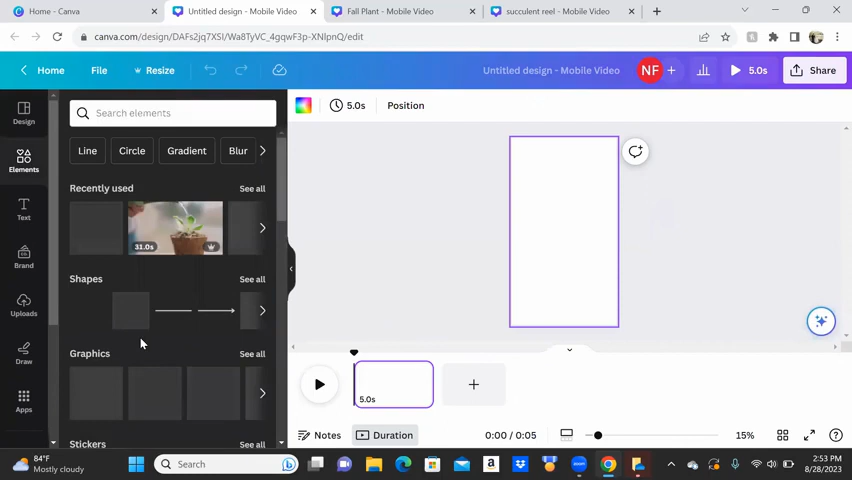 Home - Canva
Untitled design - Mobile Video
Fall Plant - Mobile Video
succulent reel - Mobile Video
canva.com/design/DAFs2jq7XSI/Wa8TyVC_4gqwF3p-XNlpnQ/edit
Home
File
Resize
Untitled design - Mobile Video
NF
5.0s
Share
Design
Elements
Text
Brand
Uploads
Draw
Apps
Search elements
Line
Circle
Gradient
Blur
Recently used
See all
31.0s
Shapes
See all
Graphics
See all
Stickers
See all
5.0s
Position
5.0s
Notes
Duration
0:00 / 0:05
15%
84°F
Mostly cloudy
Search
2:53 PM
8/28/2023